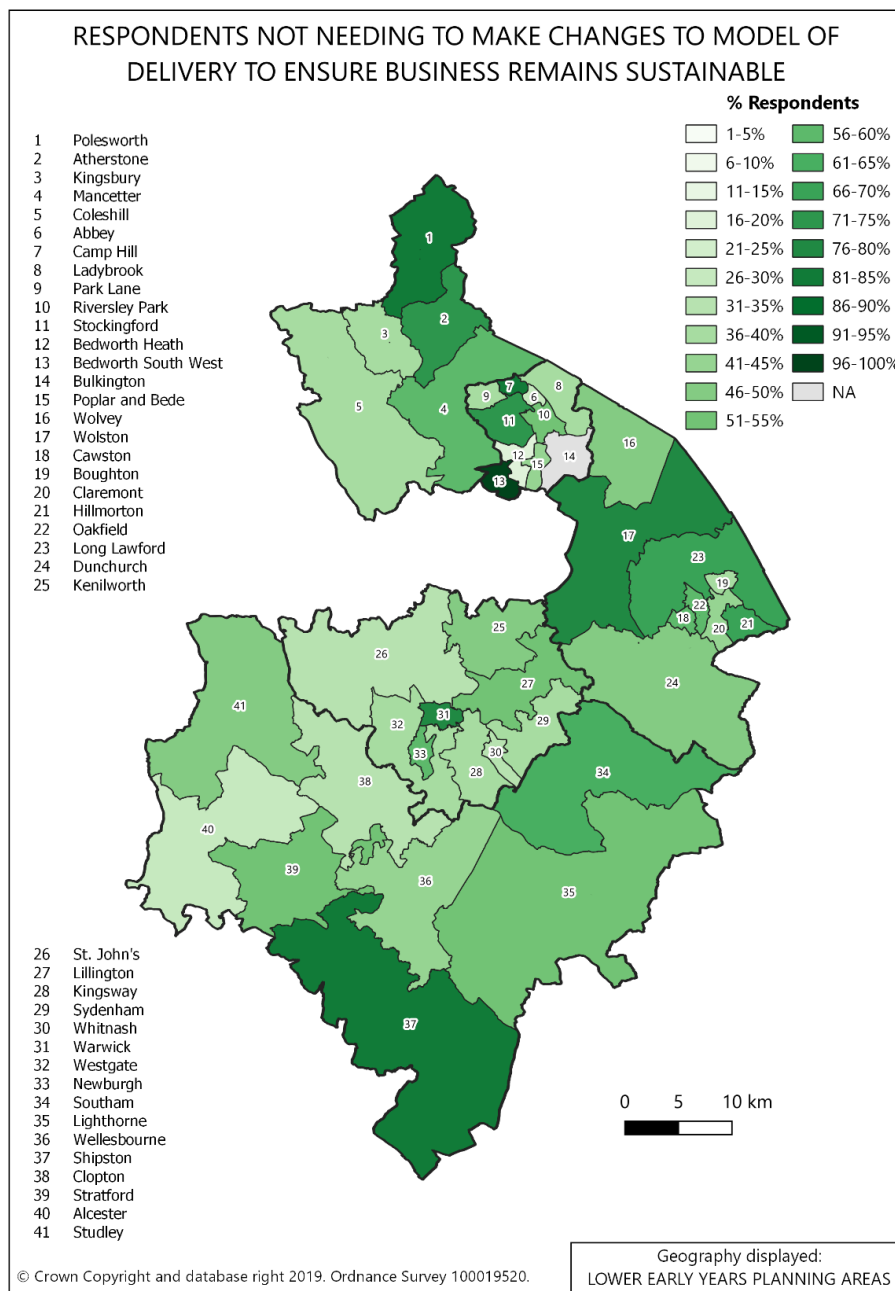 RESPONDENTS NOT NEEDING TO MAKE CHANGES TO MODEL OF
DELIVERY TO ENSURE BUSINESS REMAINS SUSTAINABLE
% Respondents
1-5%
6-10%
11-15%
16-20%
21-25%
26-30%
31-35%
36-40%
41-45%
46-50%
51-55%
56-60%
61-65%
66-70%
71-75%
76-80%
81-85%
86-90%
91-95%
96-100%
NA
1 Polesworth
2 Atherstone
3 Kingsbury
4 Mancetter
5 Coleshill
6 Abbey
7 Camp Hill
8 Ladybrook
9 Park Lane
10 Riversley Park
11 Stockingford
12 Bedworth Heath
13 Bedworth South West
14 Bulkington
15 Poplar and Bede
16 Wolvey
17 Wolston
18 Cawston
19 Boughton
20 Claremont
21 Hillmorton
22 Oakfield
23 Long Lawford
24 Dunchurch
25 Kenilworth
1
2
3
5
4
7
8
9
6
10
11
12
15
14
13
16
17
23
19
22
18
20
21
25
26
24
27
41
31
32
29
33
30
28
34
38
40
39
36
35
37
26 St. John's
27 Lillington
28 Kingsway
29 Sydenham
30 Whitnash
31 Warwick
32 Westgate
33 Newburgh
34 Southam
35 Lighthorne
36 Wellesbourne
37 Shipston
38 Clopton
39 Stratford
40 Alcester
41 Studley
0 5 10 km
© Crown Copyright and database right 2019. Ordnance Survey 100019520.
Geography displayed:
LOWER EARLY YEARS PLANNING AREAS